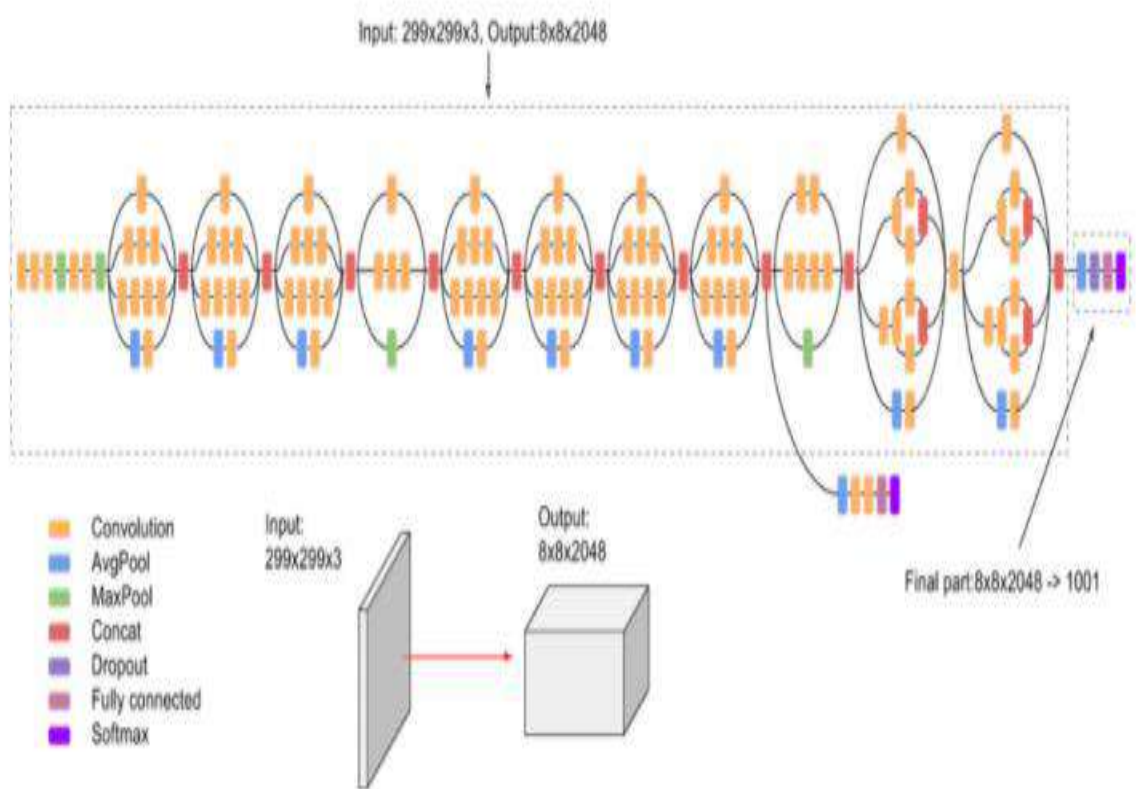 Input: 299x299x3, Output:8x8x2048
Convolution
AvgPool
MaxPool
Concat
Dropout
Fully connected
Softmax
Input:
299x299x3
Output:
8x8x2048
Final part:8x8x2048 -> 1001